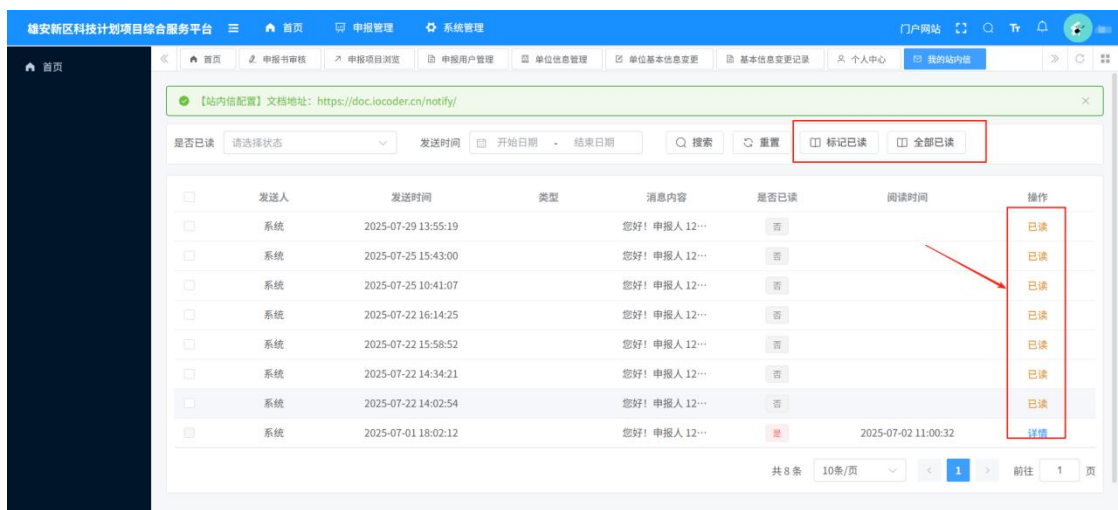 雄安新区科技计划项目综合服务平台 首页 申报管理 系统管理 门户网站
首页
首页 申报书审核 申报项目浏览 申报用户管理 单位信息管理 单位基本信息变更 基本信息变更记录 个人中心 我的站内信
【站内信配置】文档地址：https://doc.iocoder.cn/notify/
是否已读 请选择状态 发送时间 开始日期 - 结束日期 搜索 重置 标记已读 全部已读
发送人 发送时间 类型 消息内容 是否已读 阅读时间 操作
系统 2025-07-29 13:55:19 您好！申报人 12… 否 已读
系统 2025-07-25 15:43:00 您好！申报人 12… 否 已读
系统 2025-07-25 10:41:07 您好！申报人 12… 否 已读
系统 2025-07-22 16:14:25 您好！申报人 12… 否 已读
系统 2025-07-22 15:58:52 您好！申报人 12… 否 已读
系统 2025-07-22 14:34:21 您好！申报人 12… 否 已读
系统 2025-07-22 14:02:54 您好！申报人 12… 否 已读
系统 2025-07-01 18:02:12 您好！申报人 12… 是 2025-07-02 11:00:32 详情
共 8 条 10条/页 1 前往 1 页